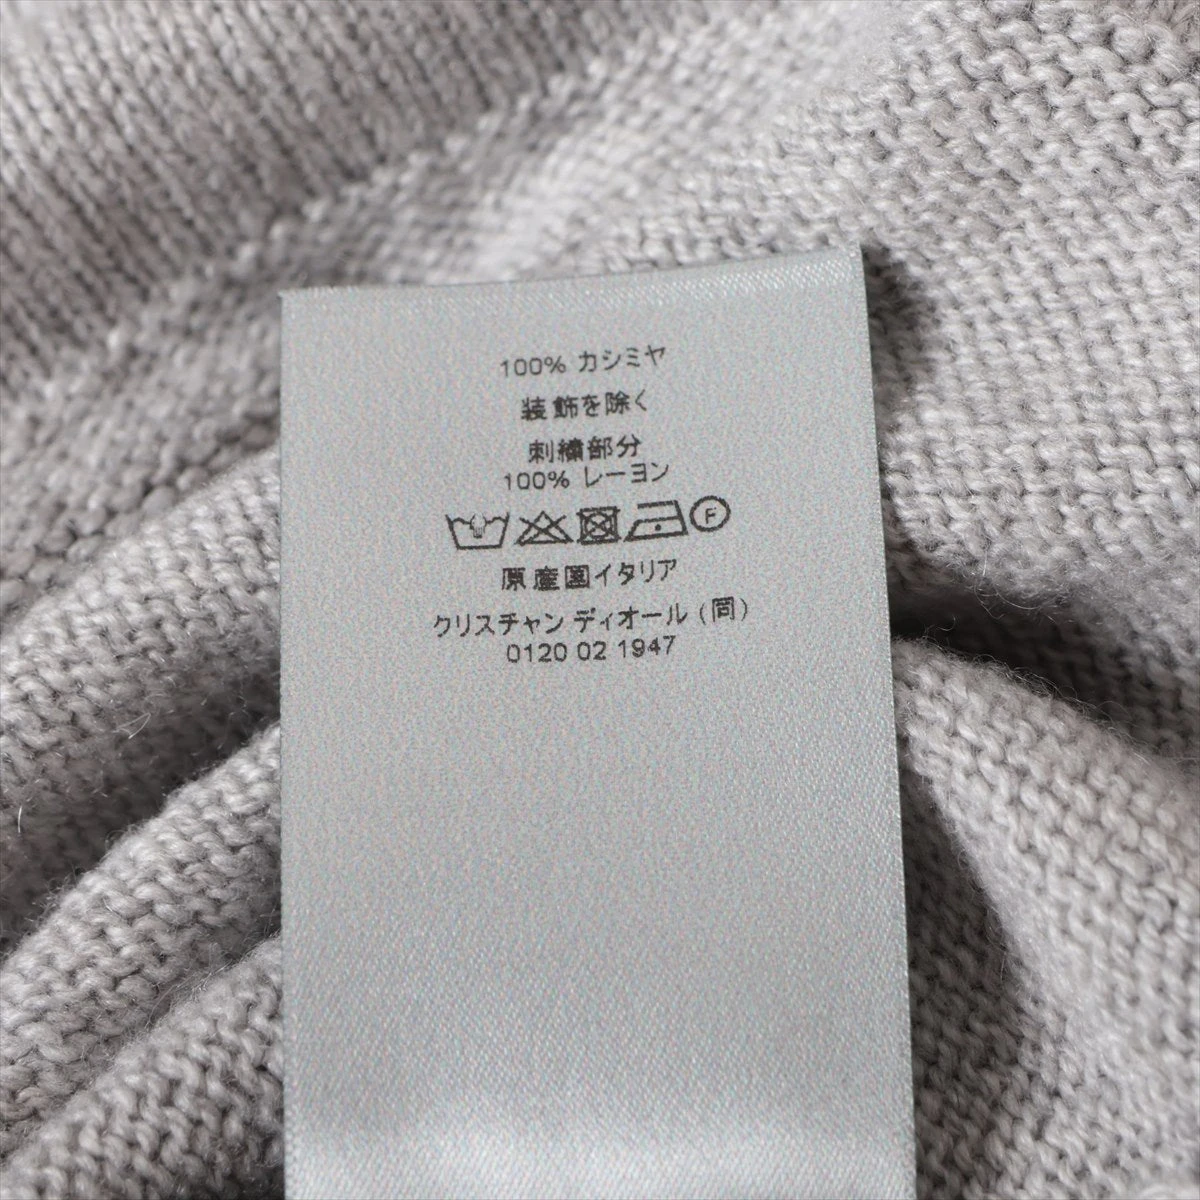 100% カシミヤ
装飾を除く
刺繍部分
100% レーヨン
F
原産国イタリア
クリスチャン ディオール (同)
0120 02 1947